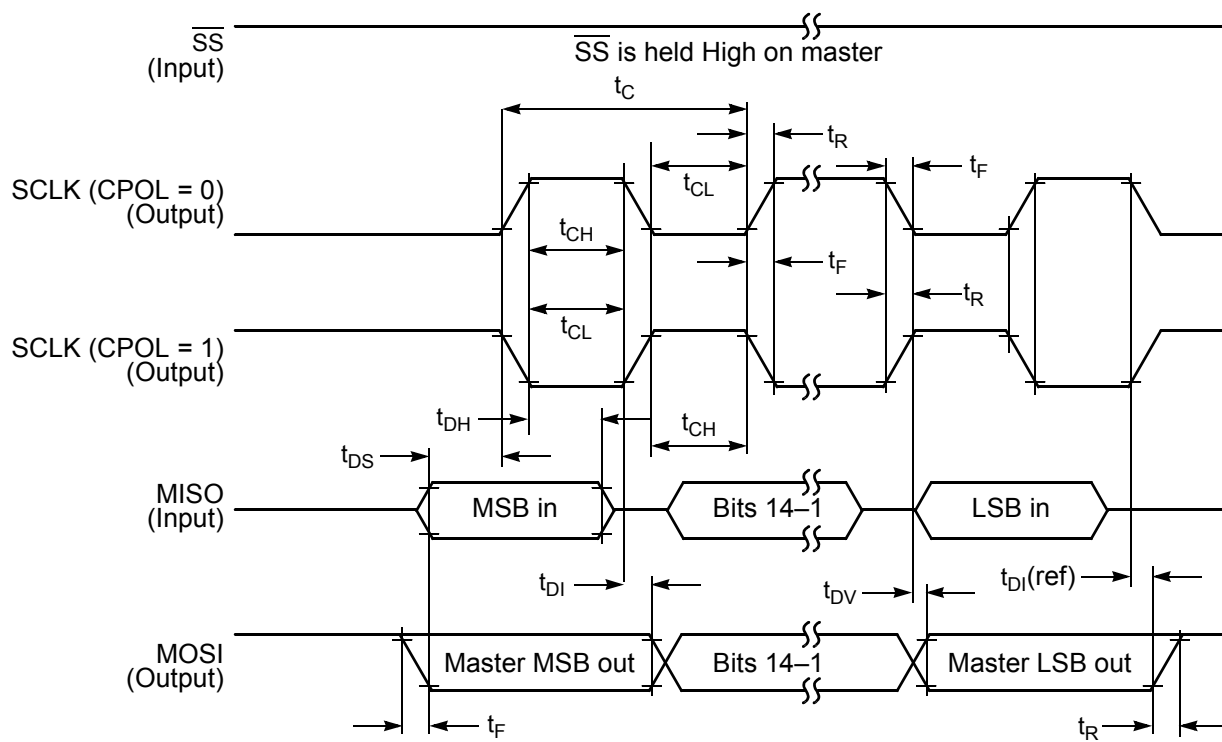 SS
(Input)
SS is held High on master
tC
tR
tF
SCLK (CPOL = 0)
(Output)
tCL
tCH
tF
tR
tCL
SCLK (CPOL = 1)
(Output)
tDH
tCH
tDS
MISO
(Input)
MSB in
Bits 14–1
LSB in
tDI
tDV
tDI(ref)
MOSI
(Output)
Master MSB out
Bits 14–1
Master LSB out
tF
tR